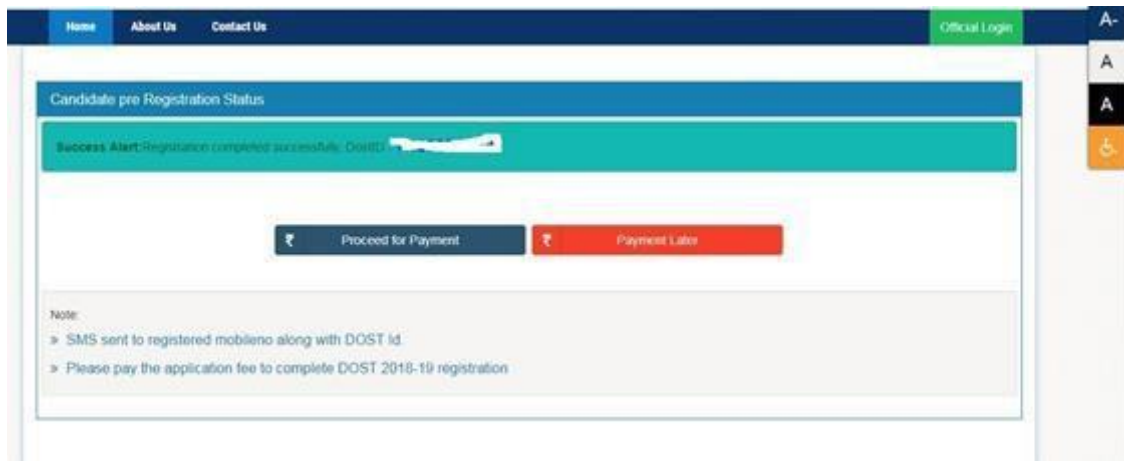 Home About Us Contact Us Official Login
A-
A
A
Candidate pre Registration Status
Success Alert:Registration completed successfully. DostID
₹ Proceed for Payment ₹ Payment Later
Note:
» SMS sent to registered mobileno along with DOST Id.
» Please pay the application fee to complete DOST 2018-19 registration